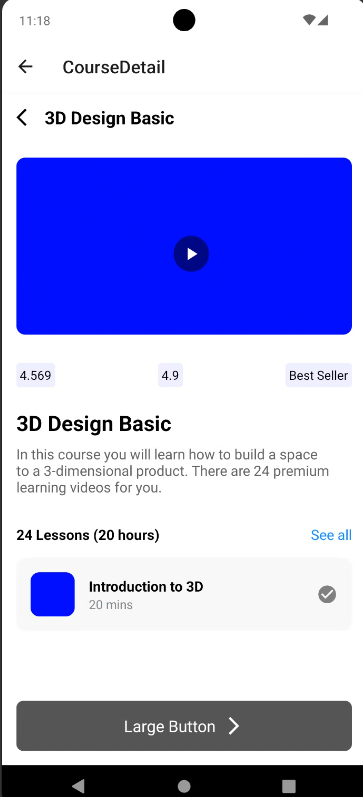 11:18
CourseDetail
3D Design Basic
4.569
4.9
Best Seller
3D Design Basic
In this course you will learn how to build a space
to a 3-dimensional product. There are 24 premium
learning videos for you.
24 Lessons (20 hours)
See all
Introduction to 3D
20 mins
Large Button